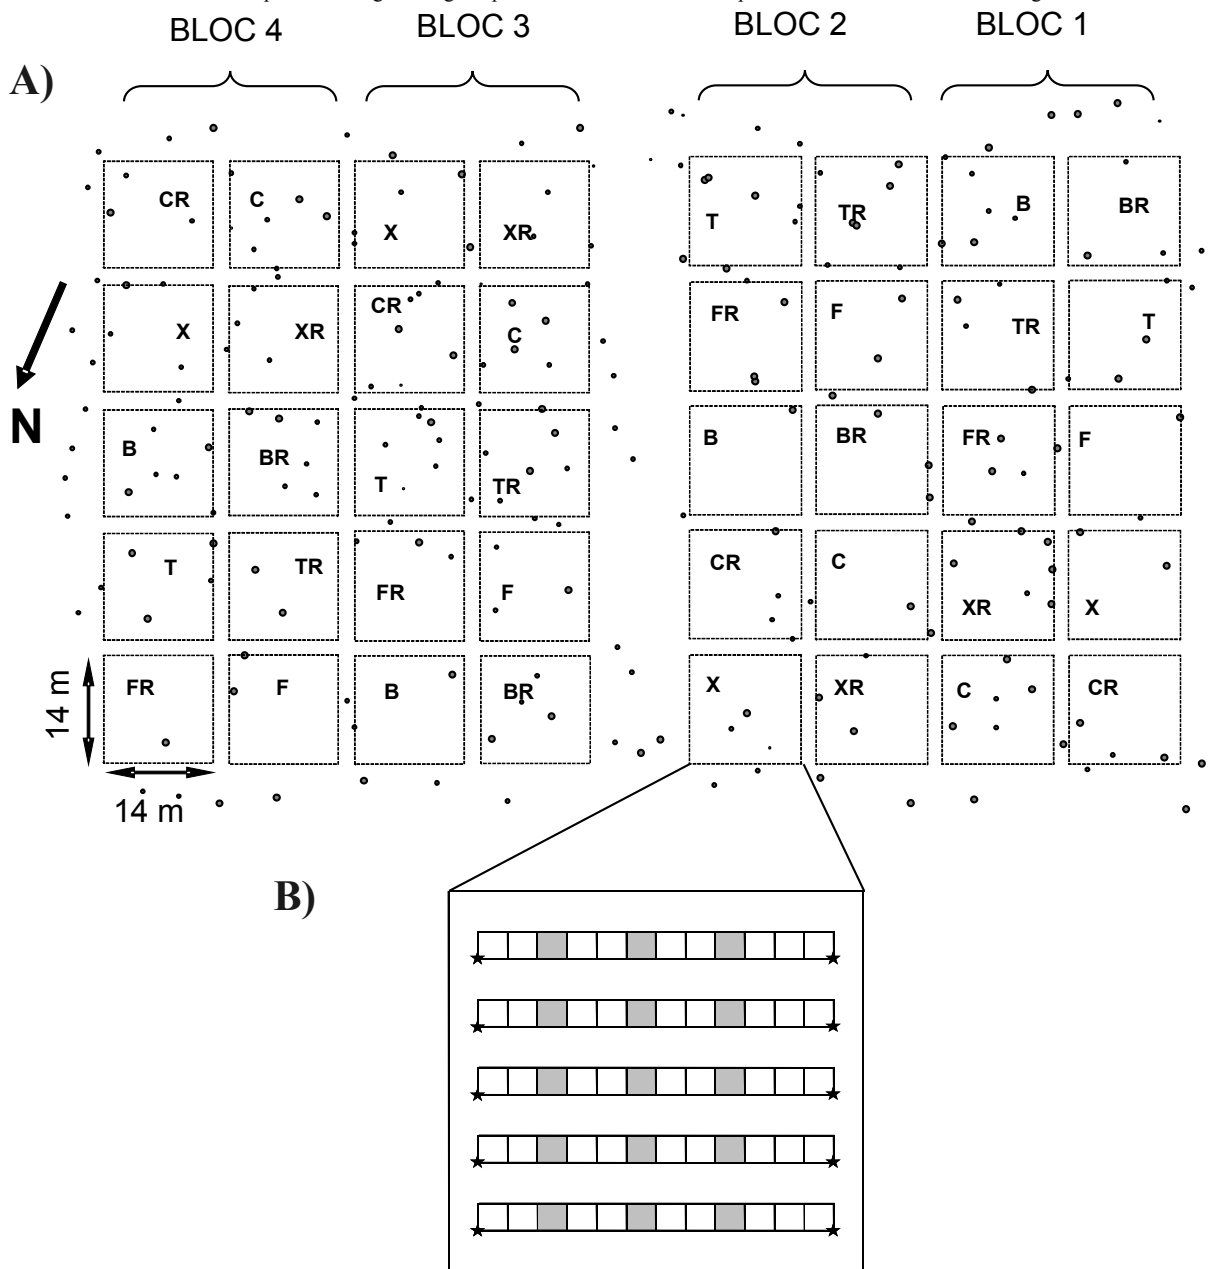 BLOC 4 BLOC 3 BLOC 2 BLOC 1
A)
CR C X XR T TR B BR
X XR CR C FR F TR T
N
B BR T TR B BR FR F
T TR FR F CR C XR X
FR F B BR X XR C CR
14 m
14 m
B)